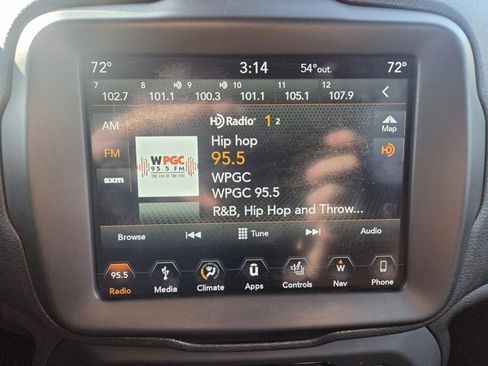 72° 3:14 54°out. 72°
7 8 HD 9 HD 10 11 12
102.7 101.1 100.3 101.1 105.1 107.9
AM
FM
sxm
HD Radio 1 2
Hip hop
95.5
WPGC
WPGC 95.5
R&B, Hip Hop and Throw...
WPGC
95.5 FM
Map
HD
Browse Tune Audio
95.5 W
Radio Media Climate Apps Controls Nav Phone